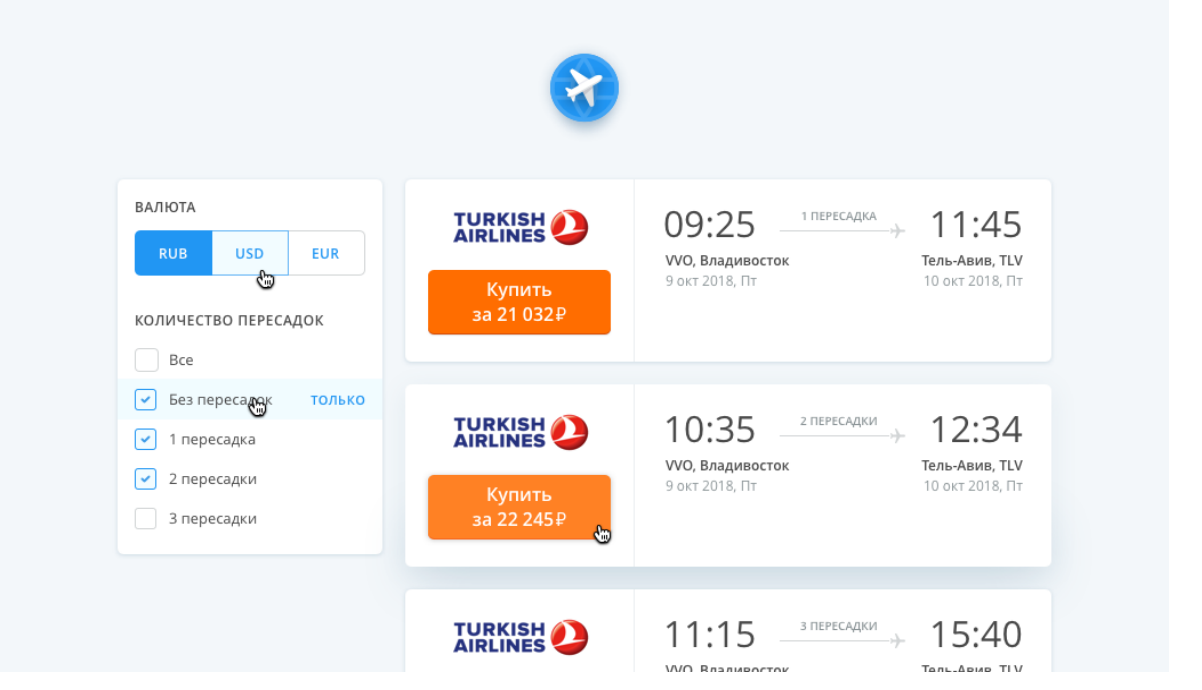 ВАЛЮТА
RUB USD EUR
КОЛИЧЕСТВО ПЕРЕСАДОК
Все
Без пересадок ТОЛЬКО
1 пересадка
2 пересадки
3 пересадки
TURKISH
AIRLINES
Купить
за 21 032 ₽
09:25 1 ПЕРЕСАДКА 11:45
VVO, Владивосток Тель-Авив, TLV
9 окт 2018, Пт 10 окт 2018, Пт
TURKISH
AIRLINES
Купить
за 22 245 ₽
10:35 2 ПЕРЕСАДКИ 12:34
VVO, Владивосток Тель-Авив, TLV
9 окт 2018, Пт 10 окт 2018, Пт
TURKISH
AIRLINES
11:15 3 ПЕРЕСАДКИ 15:40
VVO, Владивосток Тель-Авив, TLV